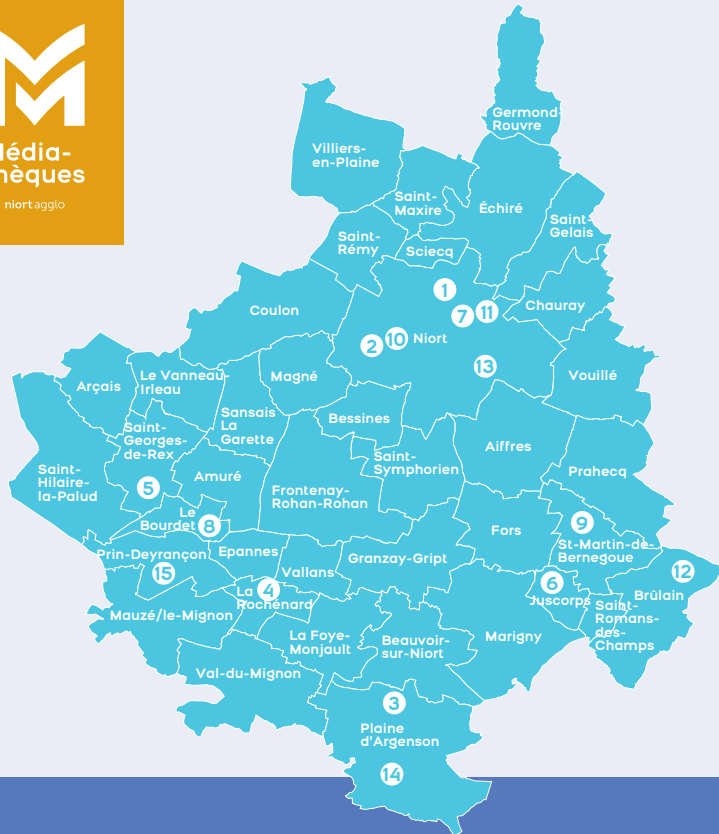 édia-
hèques
niortagglo
Germond-
Rouvre
Villiers-
en-Plaine
Saint-
Maxire
Échiré
Saint-
Gelais
Saint-
Rémy
Sciecq
1
Coulon
7
11
Chauray
2
10
Niort
13
Arçais
Le Vanneau-
Irleau
Magné
Vouillé
Sansais
La
Garette
Bessines
Saint-
Georges-
de-Rex
Aiffres
Saint-
Hilaire-
la-Palud
Amuré
Saint-
Symphorien
Prahecq
5
Frontenay-
Rohan-Rohan
Le
Bourdet
8
9
Fors
St-Martin-de-
Bernegoue
Prin-Deyrançon
Epannes
Vallans
Granzay-Gript
15
12
4
La
Rochénard
6
Juscorps
Brûlain
Mauzé/le-Mignon
Saint-
Romans-
des-
Champs
La Foye-
Monjault
Beauvoir-
sur-Niort
Marigny
Val-du-Mignon
3
Plaine
d'Argenson
14